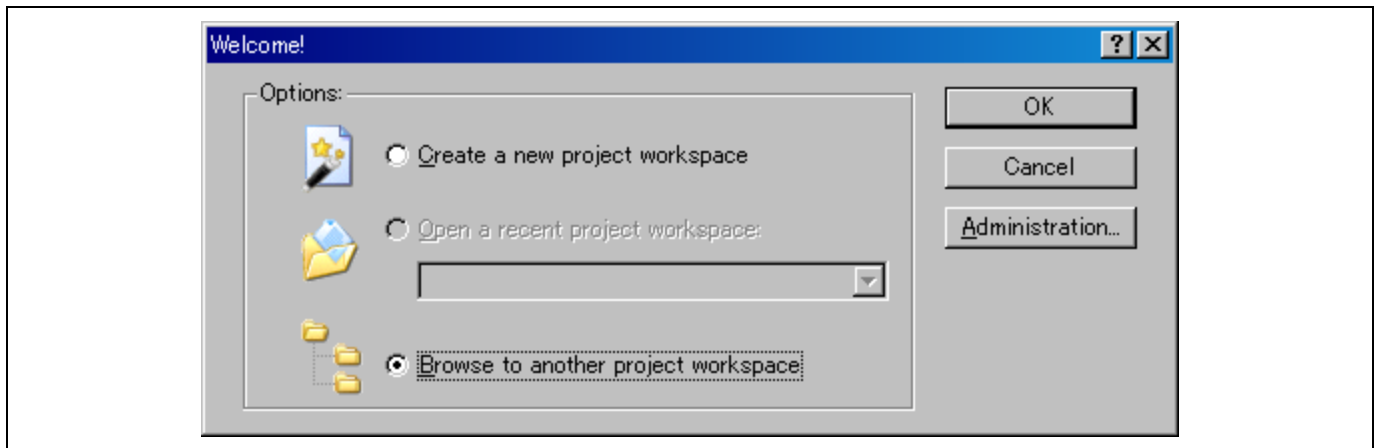 Welcome!
Options:
Create a new project workspace
Open a recent project workspace:
Browse to another project workspace
OK
Cancel
Administration...